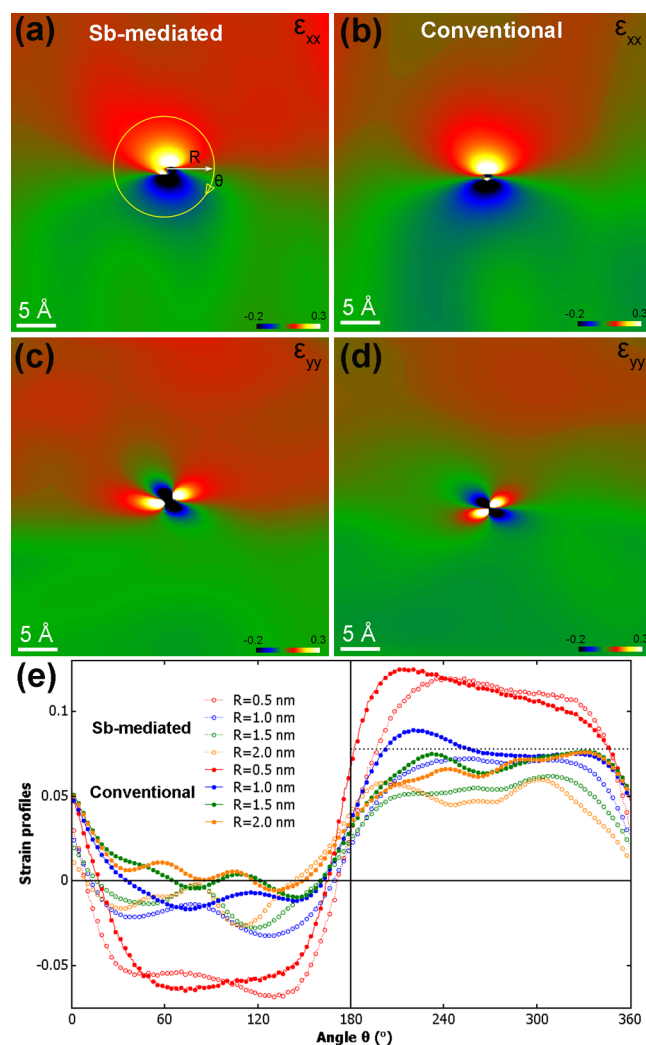 (a) Sb-mediated εxx
R
θ
5 Å -0.2 0.3
(b) Conventional εxx
5 Å -0.2 0.3
(c) εyy
5 Å -0.2 0.3
(d) εyy
5 Å -0.2 0.3
(e)
Strain profiles
0.1
0.05
0
-0.05
Sb-mediated
Conventional
R=0.5 nm
R=1.0 nm
R=1.5 nm
R=2.0 nm
R=0.5 nm
R=1.0 nm
R=1.5 nm
R=2.0 nm
0 60 120 180 240 300 360
Angle θ (°)